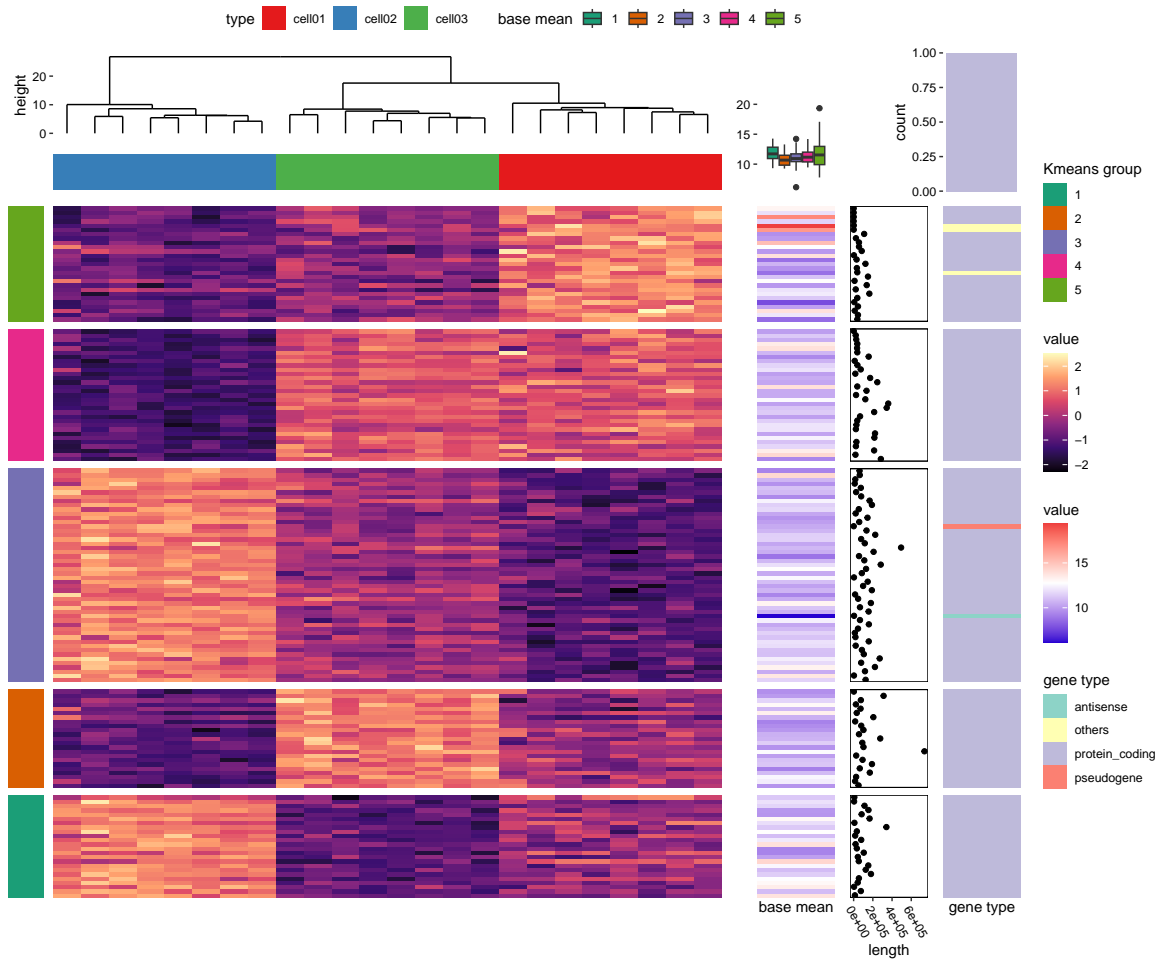 type cell01 cell02 cell03 base mean 1 2 3 4 5
height
20
10
0
20
15
10
count
1.00
0.75
0.50
0.25
0.00
Kmeans group
1
2
3
4
5
value
2
1
0
−1
−2
value
15
10
gene type
antisense
others
protein_coding
pseudogene
base mean
0e+00
2e+05
4e+05
6e+05
length
gene type